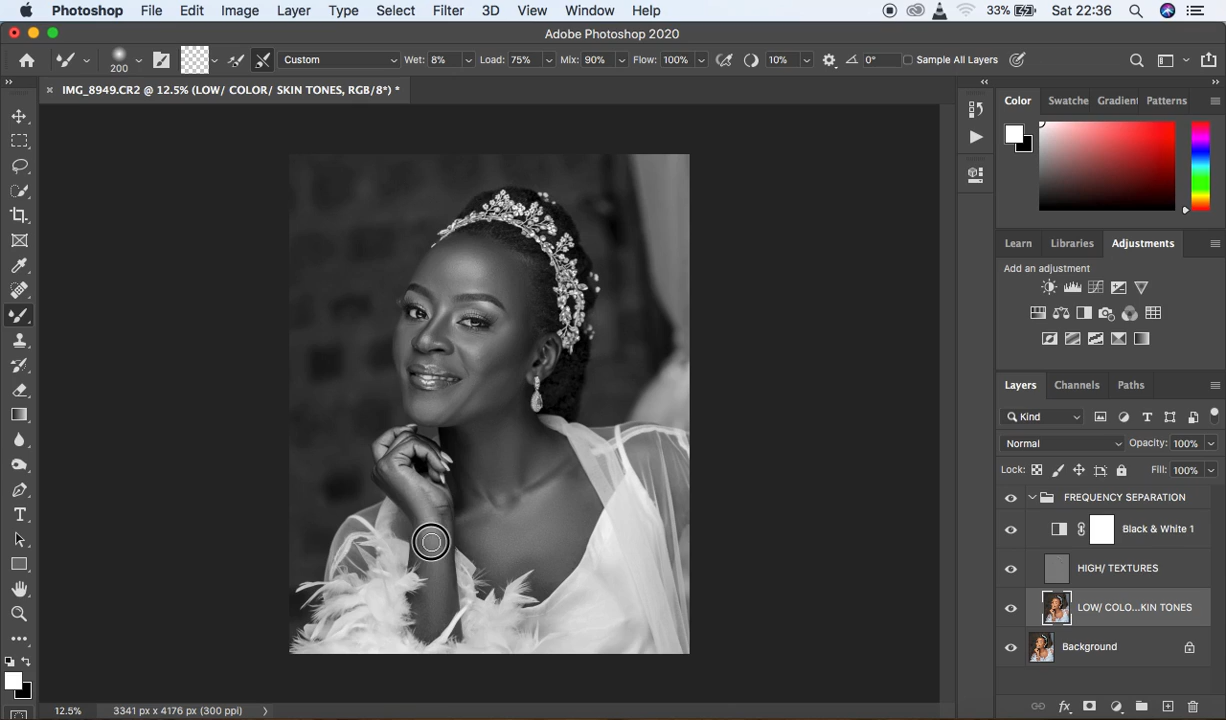 Photoshop File Edit Image Layer Type Select Filter 3D View Window Help 33% Sat 22:36
Adobe Photoshop 2020
200 Custom Wet: 8% Load: 75% Mix: 90% Flow: 100% 10% 0° Sample All Layers
IMG_8949.CR2 @ 12.5% (LOW/ COLOR/ SKIN TONES, RGB/8*) *
Color Swatche Gradien Patterns
Learn Libraries Adjustments
Add an adjustment
Layers Channels Paths
Kind
Normal Opacity: 100%
Lock: Fill: 100%
FREQUENCY SEPARATION
Black & White 1
HIGH/ TEXTURES
LOW/ COLO...KIN TONES
Background
12.5% 3341 px x 4176 px (300 ppi)